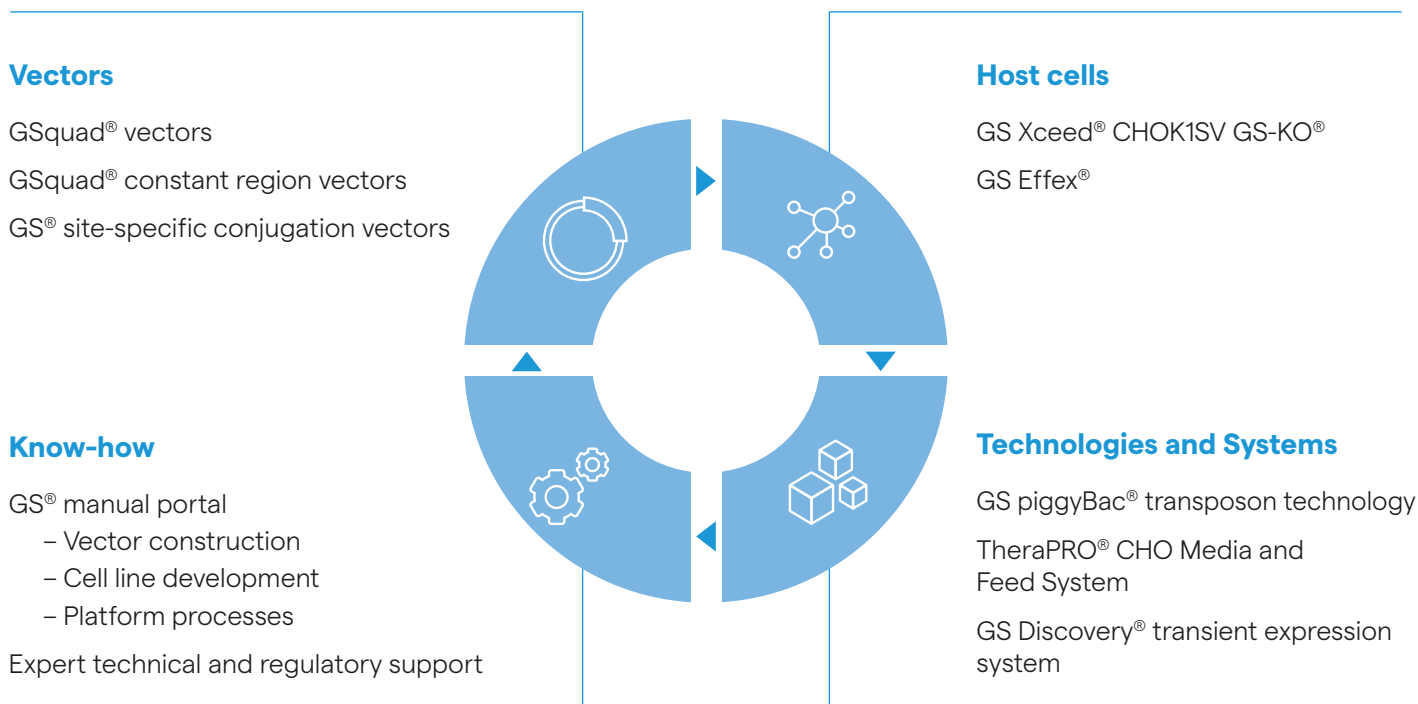 Vectors
GSquad® vectors
GSquad® constant region vectors
GS® site-specific conjugation vectors
Host cells
GS Xceed® CHOK1SV GS-KO®
GS Effex®
Know-how
GS® manual portal
– Vector construction
– Cell line development
– Platform processes
Expert technical and regulatory support
Technologies and Systems
GS piggyBac® transposon technology
TheraPRO® CHO Media and
Feed System
GS Discovery® transient expression
system